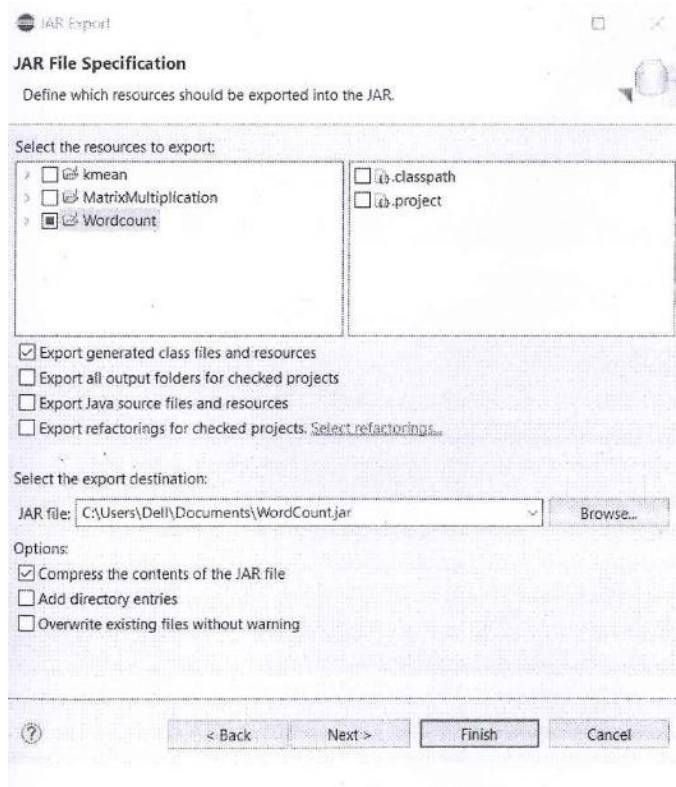 JAR Export
JAR File Specification
Define which resources should be exported into the JAR.
Select the resources to export:
kmean
MatrixMultiplication
Wordcount
.classpath
.project
Export generated class files and resources
Export all output folders for checked projects
Export Java source files and resources
Export refactorings for checked projects. Select refactorings...
Select the export destination:
JAR file: C:\Users\Dell\Documents\WordCount.jar Browse...
Options:
Compress the contents of the JAR file
Add directory entries
Overwrite existing files without warning
? < Back Next > Finish Cancel